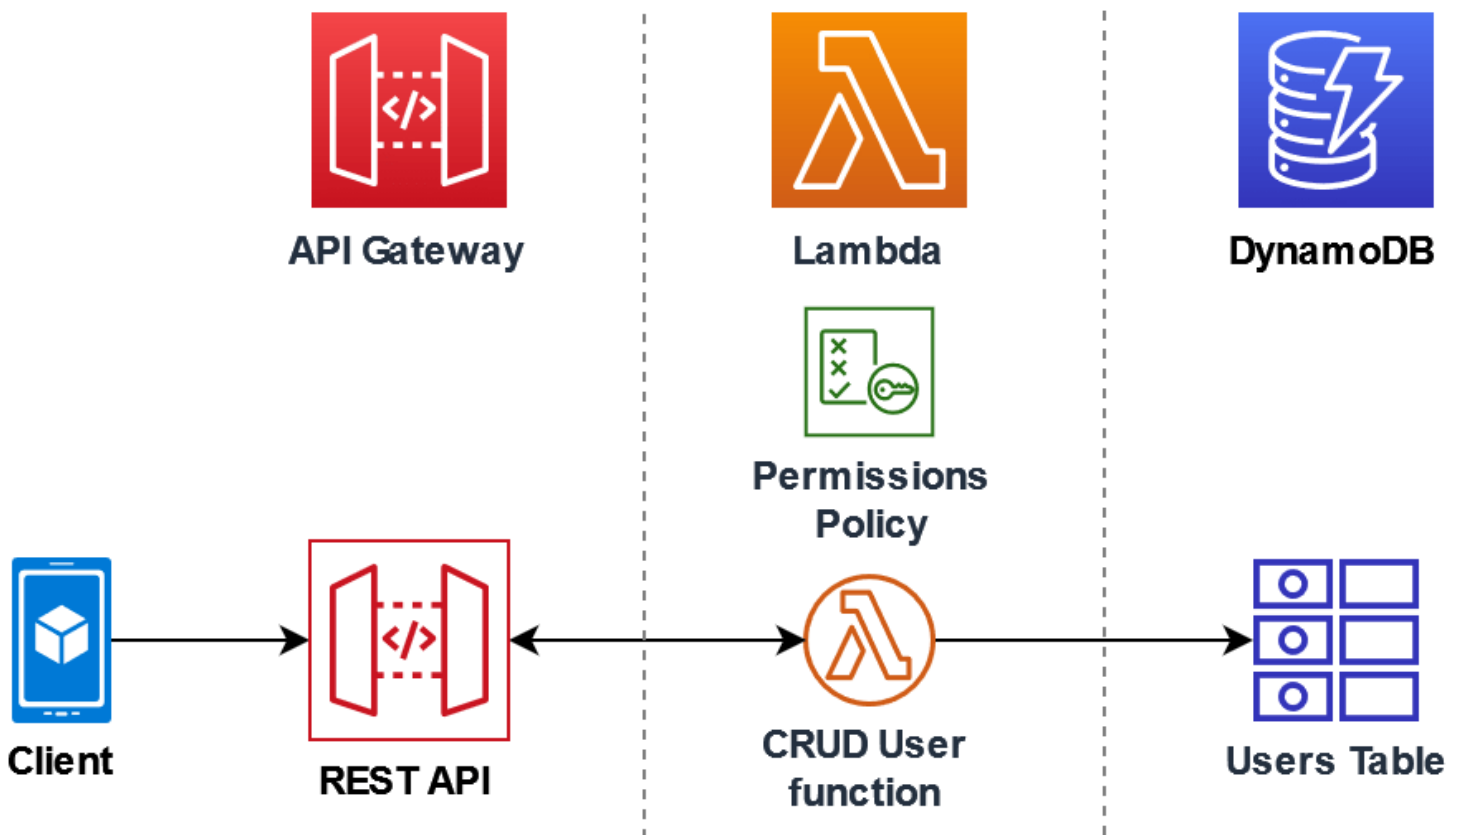 API Gateway
Lambda
DynamoDB
</>
Permissions
Policy
Client
REST API
</>
CRUD User
function
Users Table